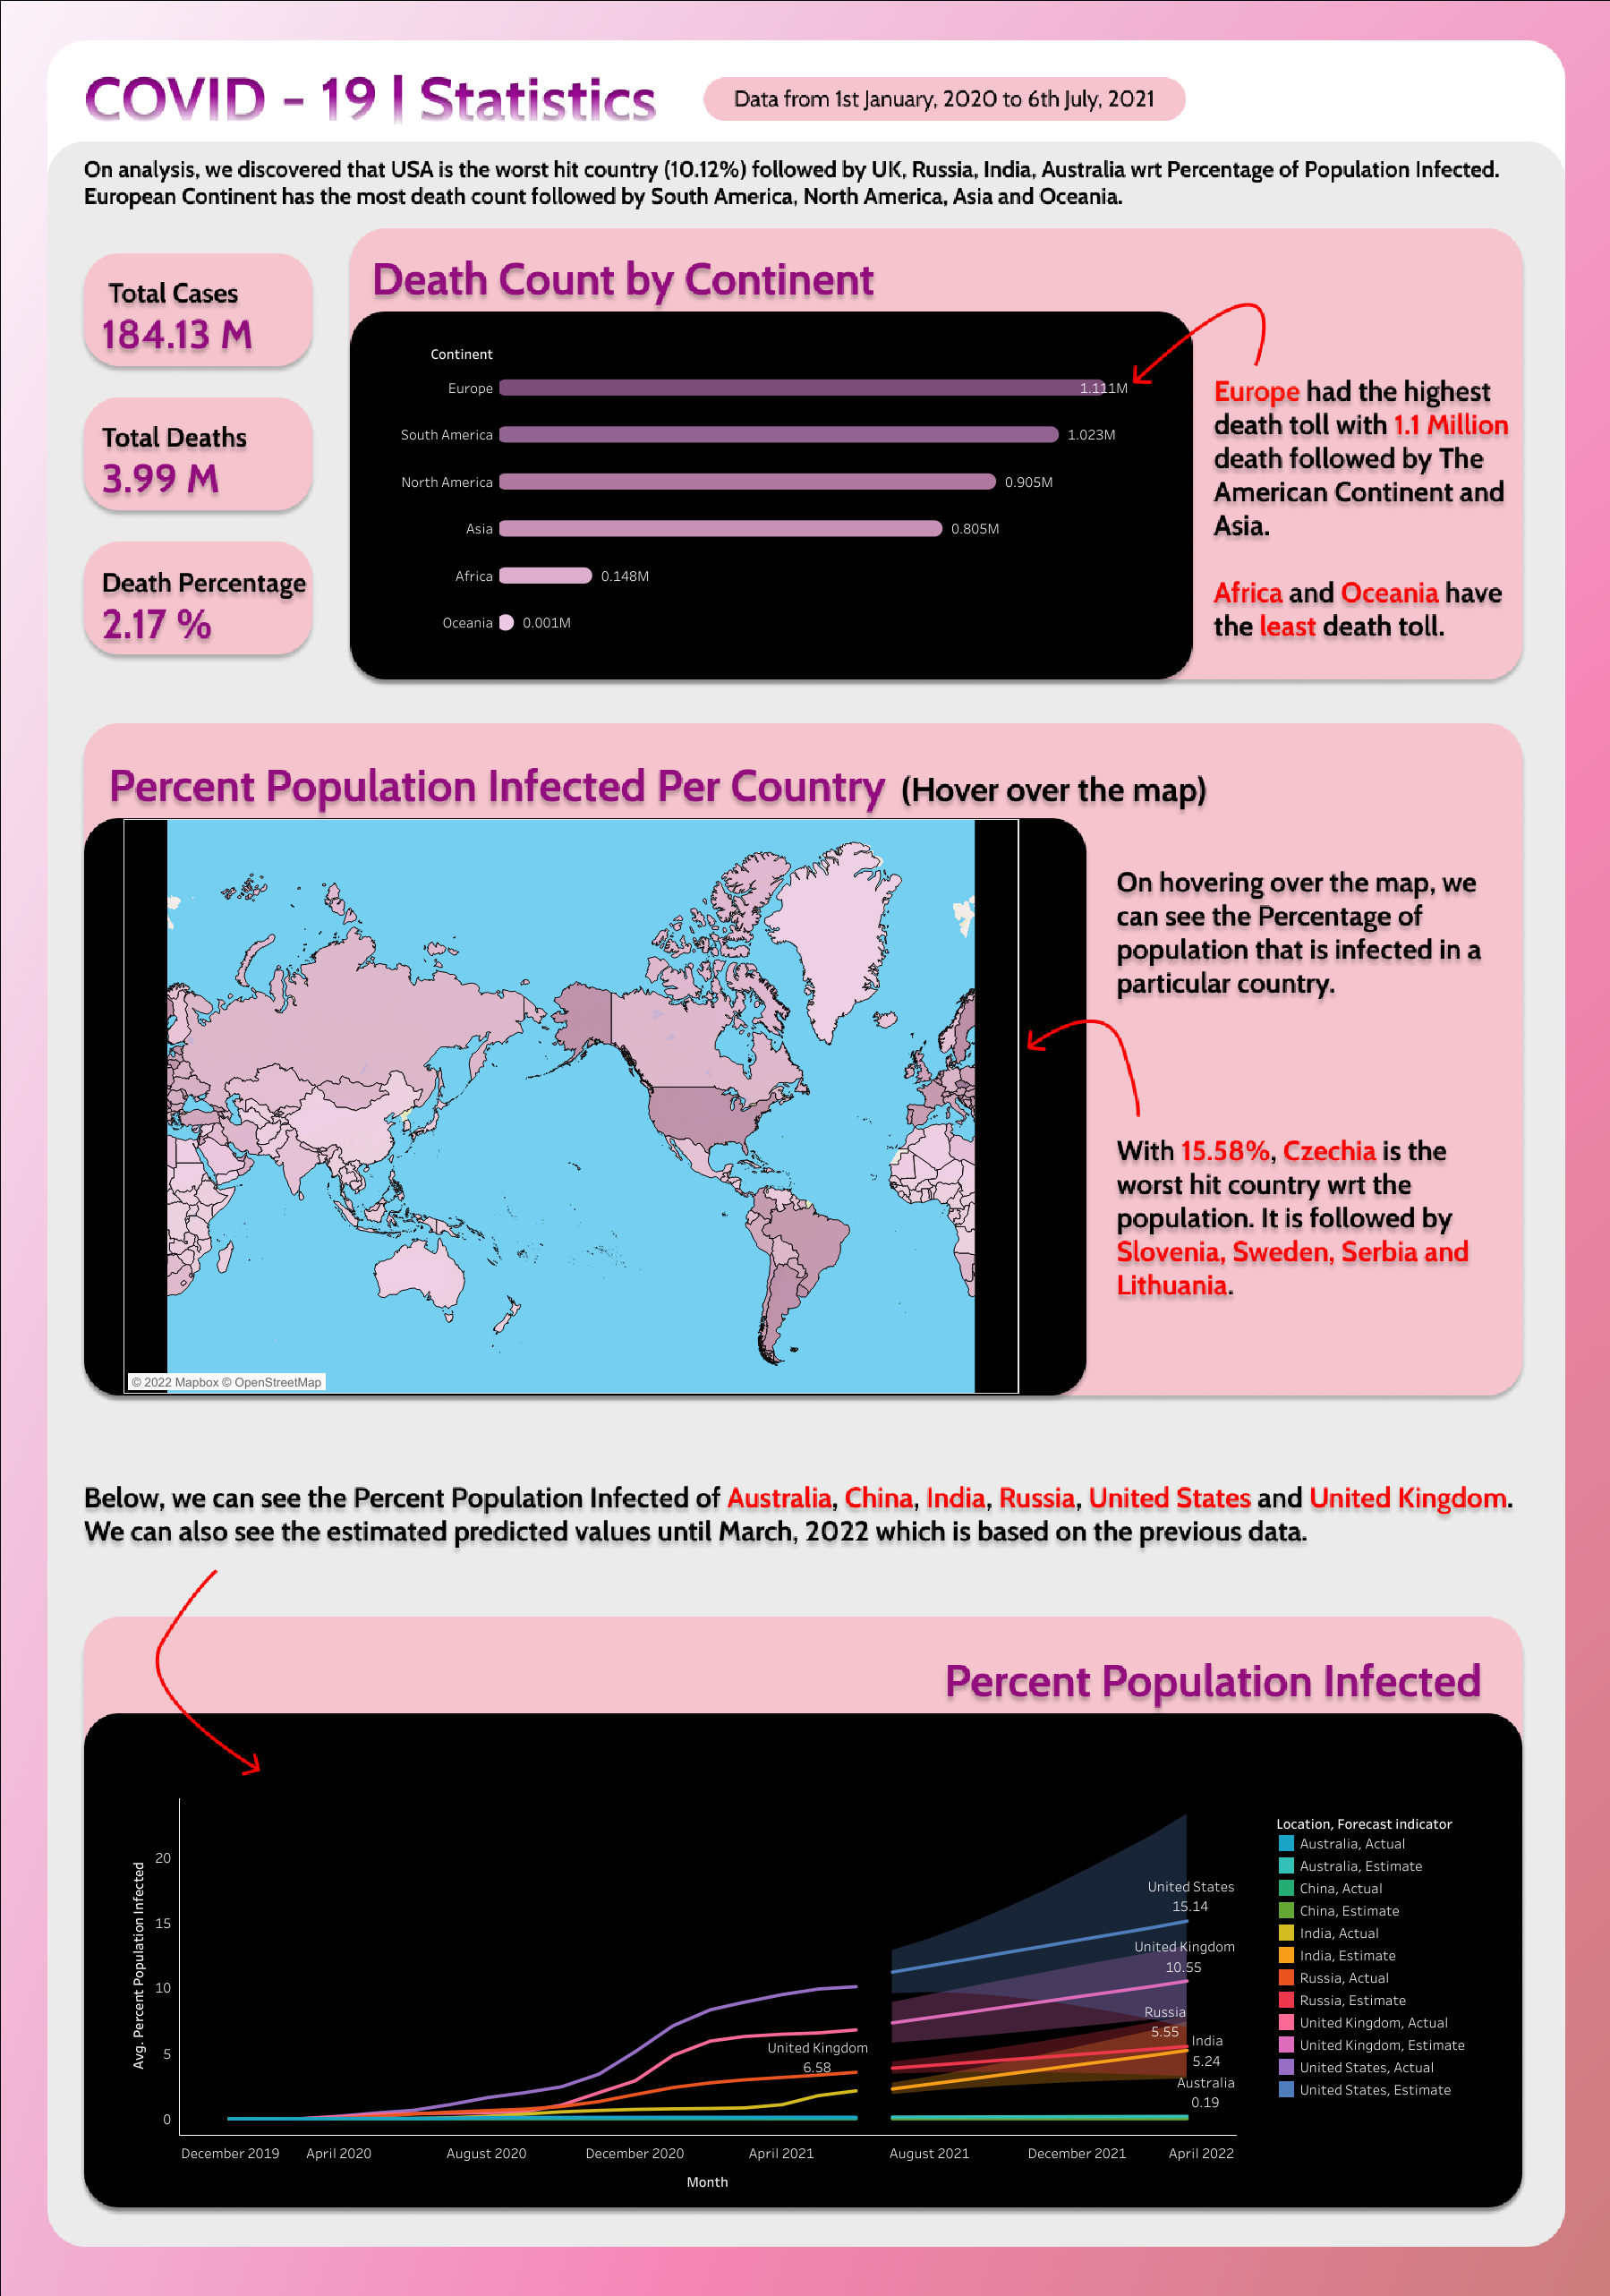 COVID - 19 | Statistics
Data from 1st January, 2020 to 6th July, 2021
On analysis, we discovered that USA is the worst hit country (10.12%) followed by UK, Russia, India, Australia wrt Percentage of Population Infected.
European Continent has the most death count followed by South America, North America, Asia and Oceania.
Total Cases
184.13 M
Total Deaths
3.99 M
Death Percentage
2.17 %
Death Count by Continent
Continent
Europe 1.111M
South America 1.023M
North America 0.905M
Asia 0.805M
Africa 0.148M
Oceania 0.001M
Europe had the highest
death toll with 1.1 Million
death followed by The
American Continent and
Asia.
Africa and Oceania have
the least death toll.
Percent Population Infected Per Country (Hover over the map)
© 2022 Mapbox © OpenStreetMap
On hovering over the map, we
can see the Percentage of
population that is infected in a
particular country.
With 15.58%, Czechia is the
worst hit country wrt the
population. It is followed by
Slovenia, Sweden, Serbia and
Lithuania.
Below, we can see the Percent Population Infected of Australia, China, India, Russia, United States and United Kingdom.
We can also see the estimated predicted values until March, 2022 which is based on the previous data.
Percent Population Infected
Avg. Percent Population Infected
20
15
10
5
0
United States
15.14
United Kingdom
10.55
Russia
5.55
United Kingdom
6.58
India
5.24
Australia
0.19
December 2019 April 2020 August 2020 December 2020 April 2021 August 2021 December 2021 April 2022
Month
Location, Forecast indicator
Australia, Actual
Australia, Estimate
China, Actual
China, Estimate
India, Actual
India, Estimate
Russia, Actual
Russia, Estimate
United Kingdom, Actual
United Kingdom, Estimate
United States, Actual
United States, Estimate